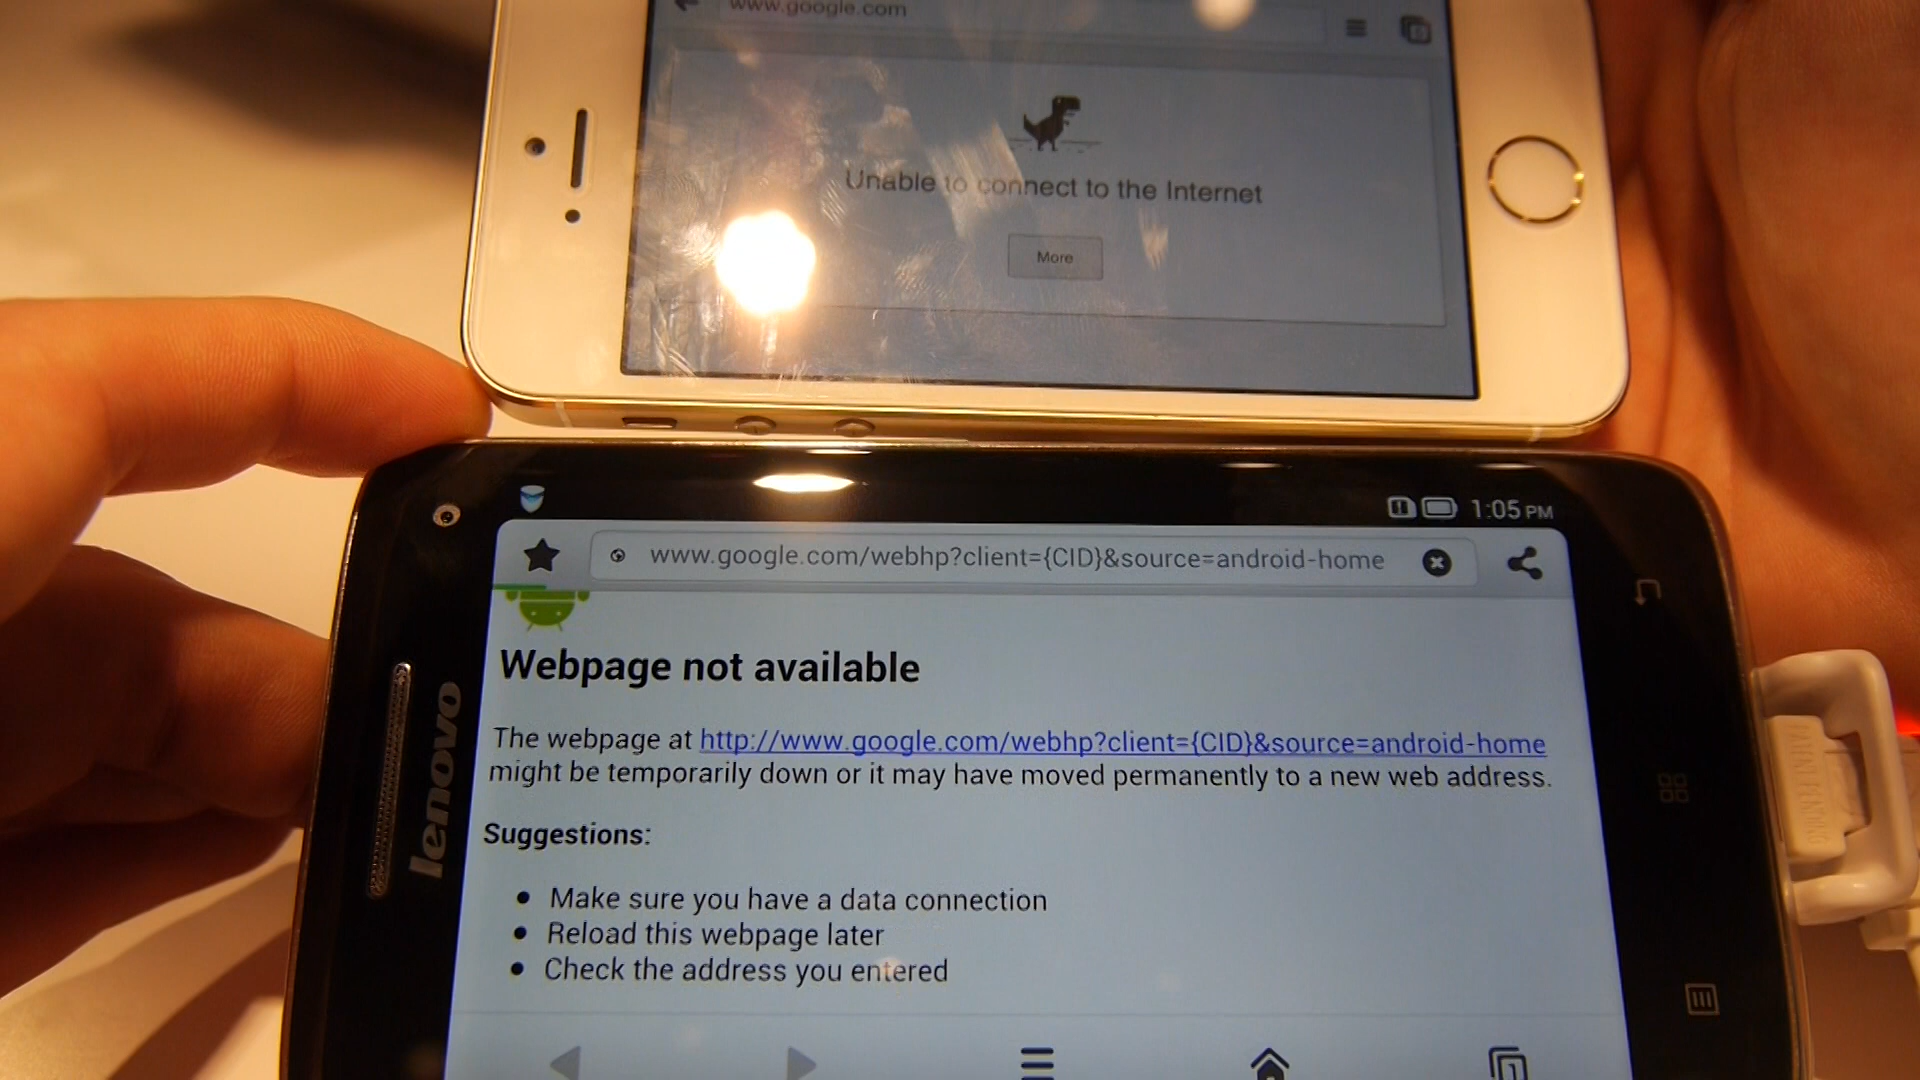 www.google.com
Unable to connect to the Internet
More
1:05 PM
www.google.com/webhp?client={CID}&source=android-home
Webpage not available
The webpage at http://www.google.com/webhp?client={CID}&source=android-home
might be temporarily down or it may have moved permanently to a new web address.
Suggestions:
• Make sure you have a data connection
• Reload this webpage later
• Check the address you entered
1
lenovo